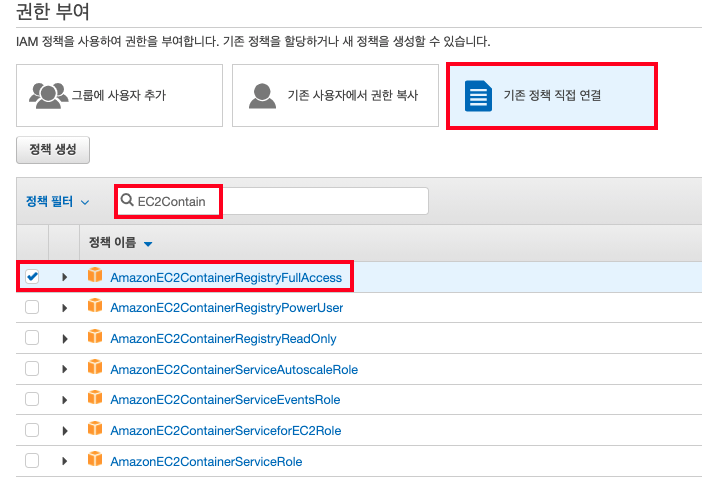 권한 부여
IAM 정책을 사용하여 권한을 부여합니다. 기존 정책을 할당하거나 새 정책을 생성할 수 있습니다.
그룹에 사용자 추가
기존 사용자에서 권한 복사
기존 정책 직접 연결
정책 생성
정책 필터
EC2Contain
정책 이름
AmazonEC2ContainerRegistryFullAccess
AmazonEC2ContainerRegistryPowerUser
AmazonEC2ContainerRegistryReadOnly
AmazonEC2ContainerServiceAutoscaleRole
AmazonEC2ContainerServiceEventsRole
AmazonEC2ContainerServiceforEC2Role
AmazonEC2ContainerServiceRole